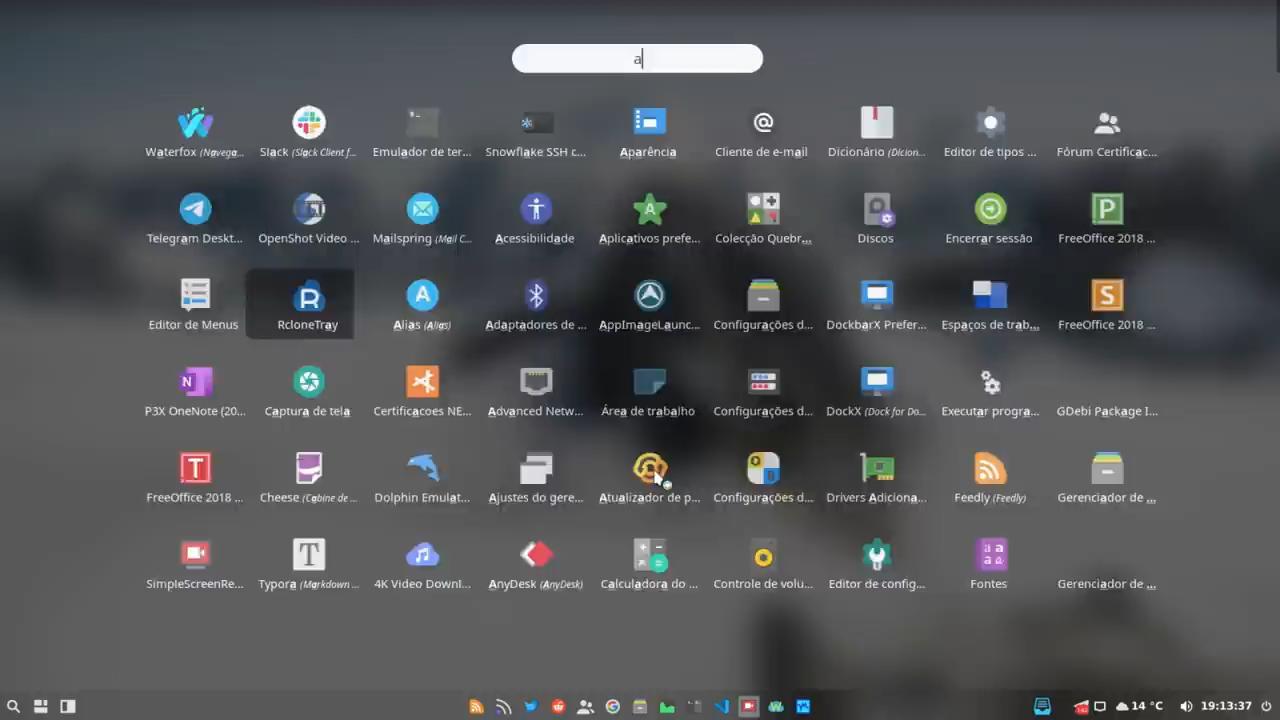 a
Waterfox (Navega...
Slack (Slack Client f...
Emulador de ter...
Snowflake SSH c...
Aparência
Cliente de e-mail
Dicionário (Dicion...
Editor de tipos ...
Fórum Certificaç...
Telegram Deskt...
OpenShot Video ...
Mailspring (Mail C...
Acessibilidade
Aplicativos prefe...
Colecção Quebr...
Discos
Encerrar sessão
FreeOffice 2018 ...
Editor de Menus
RcloneTray
Alias (Alias)
Adaptadores de ...
AppImageLaunc...
Configurações d...
DockbarX Prefer...
Espaços de trab...
FreeOffice 2018 ...
P3X OneNote (20...
Captura de tela
Certificacoes NE...
Advanced Netw...
Área de trabalho
Configurações d...
DockX (Dock for Do...
Executar progra...
GDebi Package I...
FreeOffice 2018 ...
Cheese (Cabine de ...
Dolphin Emulat...
Ajustes do gere...
Atualizador de p...
Configurações d...
Drivers Adiciona...
Feedly (Feedly)
Gerenciador de ...
SimpleScreenRe...
Typora (Markdown ...
4K Video Downl...
AnyDesk (AnyDesk)
Calculadora do ...
Controle de volu...
Editor de config...
Fontes
Gerenciador de ...
14 °C
19:13:37